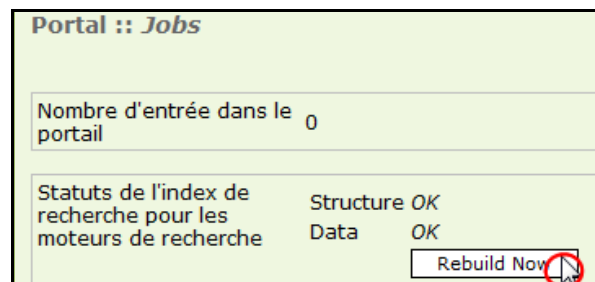 Portal :: Jobs
Nombre d'entrée dans le
portail
0
Statuts de l'index de
recherche pour les
moteurs de recherche
Structure OK
Data OK
Rebuild Now